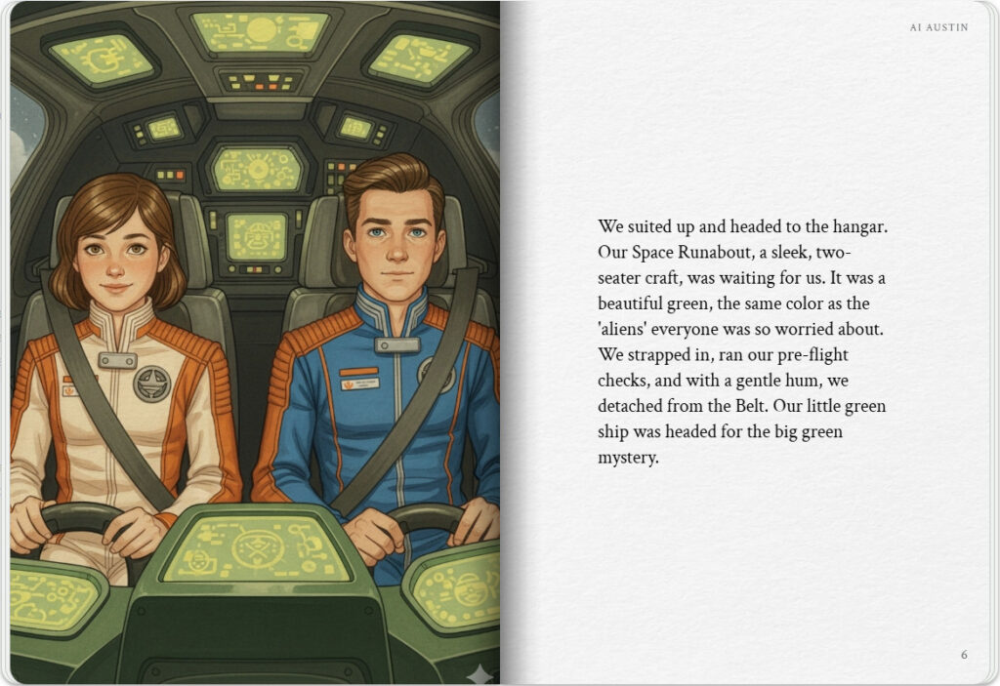 AI AUSTIN
We suited up and headed to the hangar.
Our Space Runabout, a sleek, two-
seater craft, was waiting for us. It was a
beautiful green, the same color as the
'aliens' everyone was so worried about.
We strapped in, ran our pre-flight
checks, and with a gentle hum, we
detached from the Belt. Our little green
ship was headed for the big green
mystery.
6